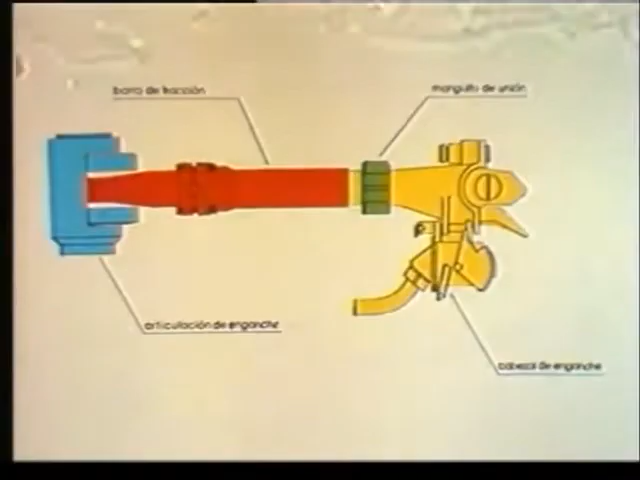 barra de tracción
manguito de unión
articulación de enganche
cabezal de enganche